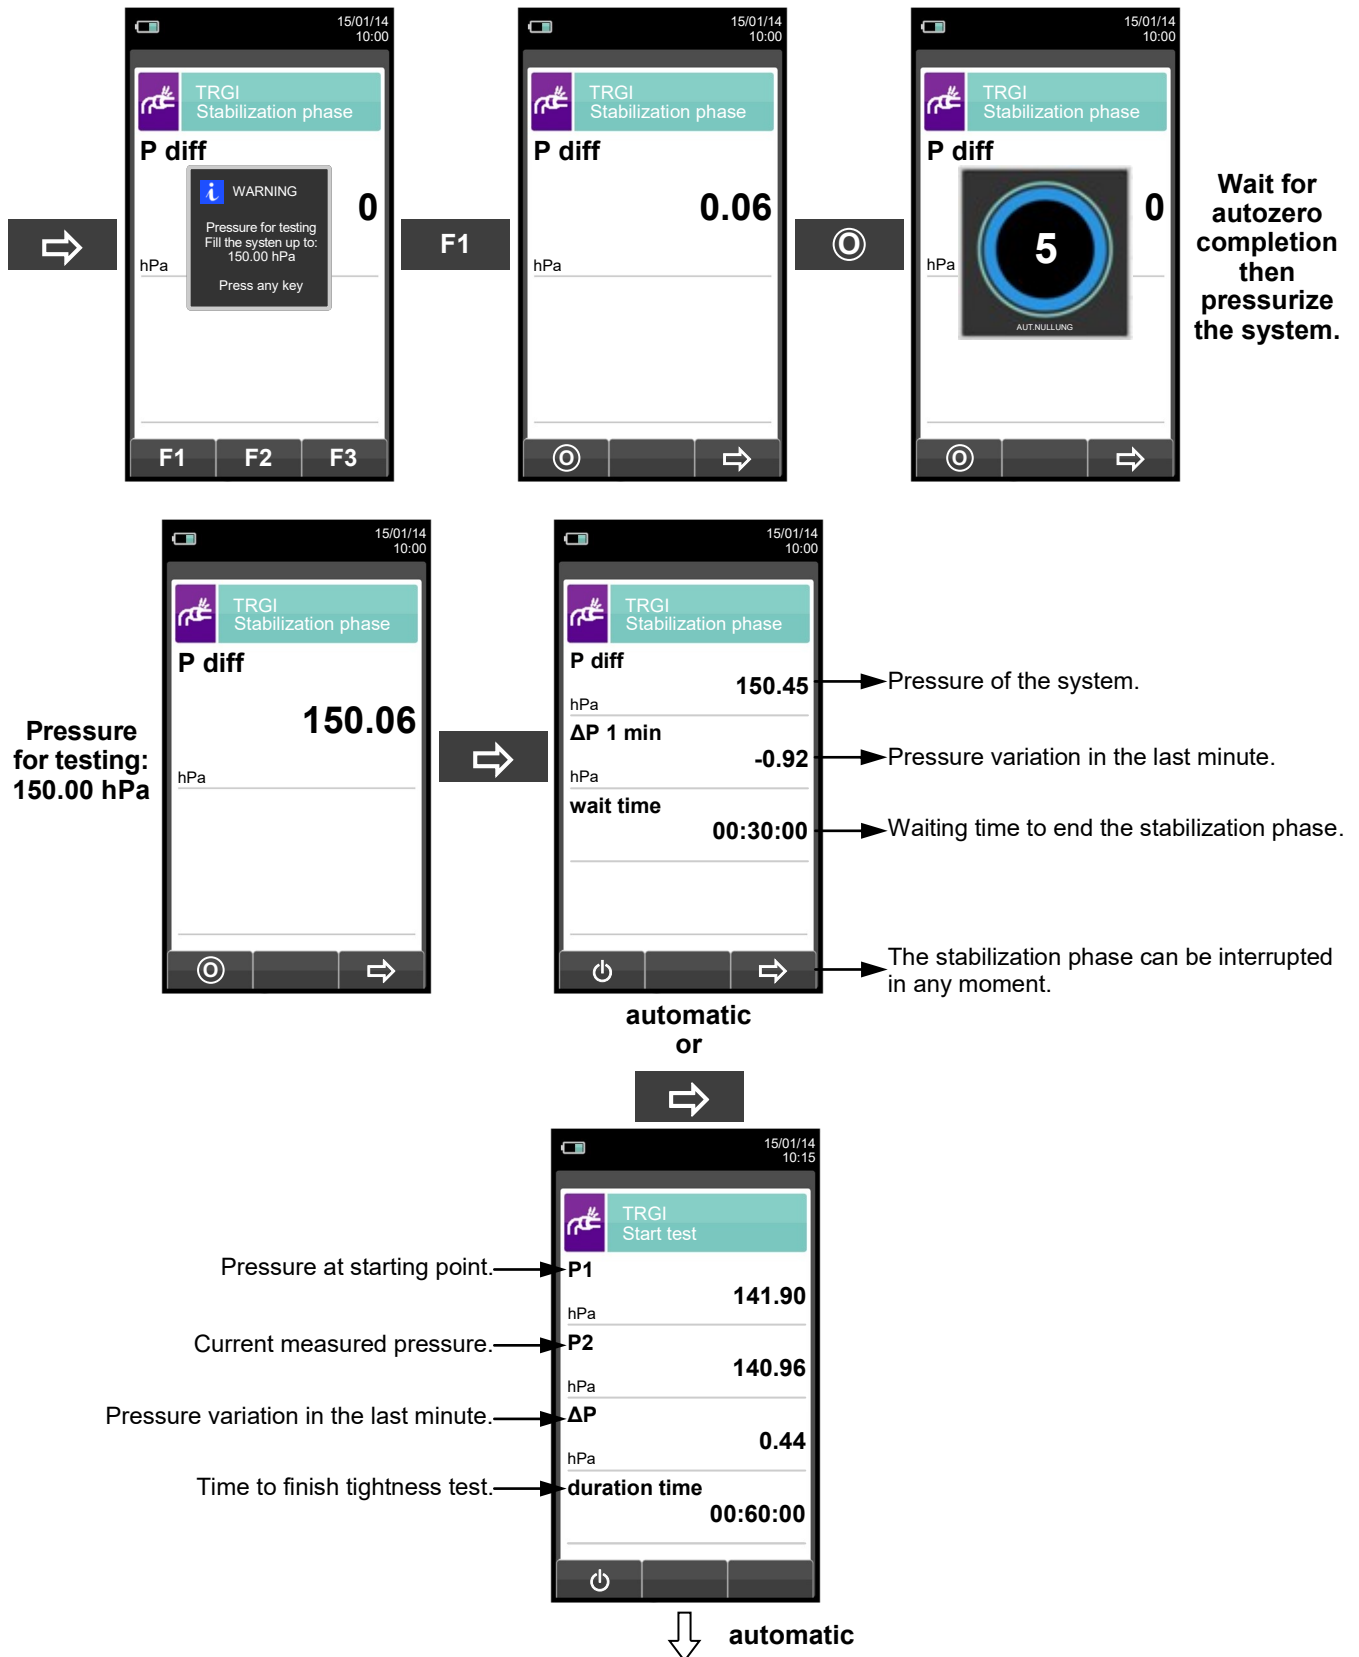 15/01/14
10:00
TRGI
Stabilization phase
P diff
WARNING
Pressure for testing
Fill the systen up to:
150.00 hPa
Press any key
0
hPa
F1 F2 F3
F1
15/01/14
10:00
TRGI
Stabilization phase
P diff
0.06
hPa
15/01/14
10:00
TRGI
Stabilization phase
P diff
5
AUT.NULLUNG
0
hPa
Wait for
autozero
completion
then
pressurize
the system.
Pressure
for testing:
150.00 hPa
15/01/14
10:00
TRGI
Stabilization phase
P diff
150.06
hPa
15/01/14
10:00
TRGI
Stabilization phase
P diff
150.45
hPa
ΔP 1 min
-0.92
hPa
wait time
00:30:00
Pressure of the system.
Pressure variation in the last minute.
Waiting time to end the stabilization phase.
The stabilization phase can be interrupted
in any moment.
automatic
or
15/01/14
10:15
TRGI
Start test
Pressure at starting point.
P1
141.90
hPa
Current measured pressure.
P2
140.96
hPa
Pressure variation in the last minute.
ΔP
0.44
hPa
Time to finish tightness test.
duration time
00:60:00
automatic